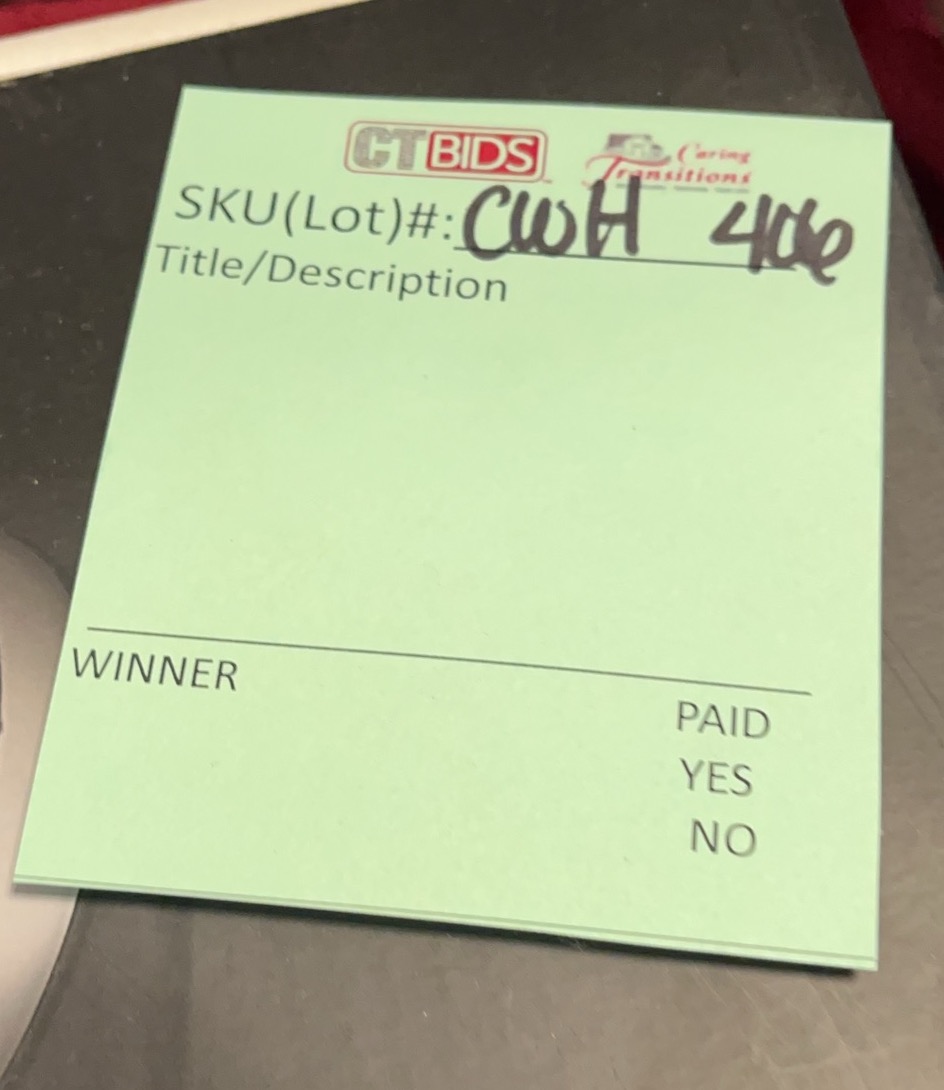 CTBIDS
Caring
Transitions
SKU(Lot)#: CWH 406
Title/Description
WINNER
PAID
YES
NO